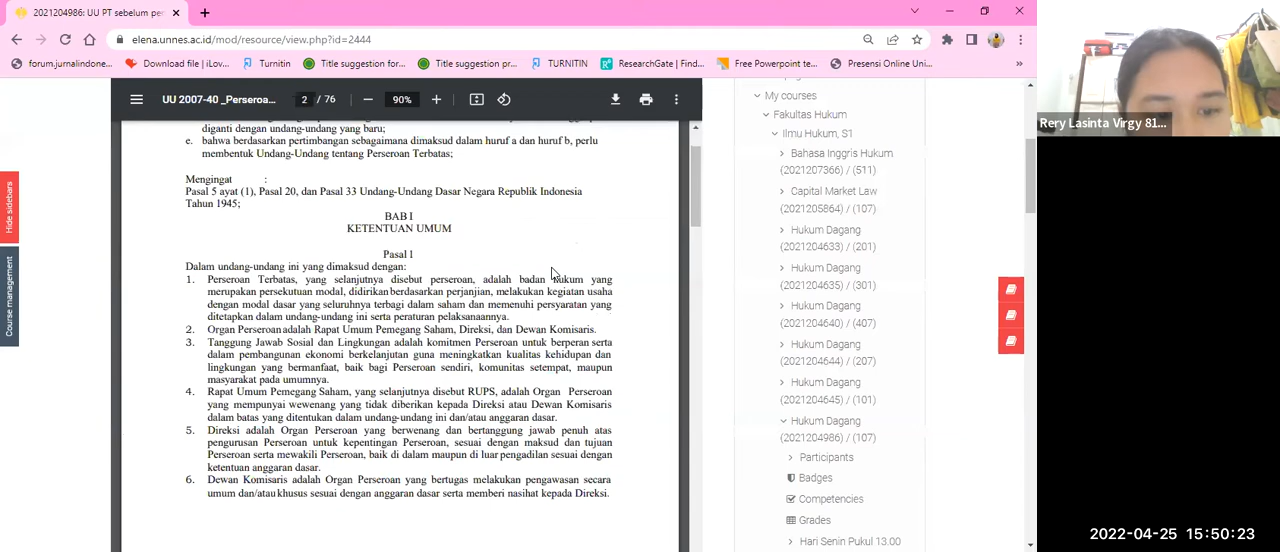 2021204986: UU PT sebelum per
elena.unnes.ac.id/mod/resource/view.php?id=2444
forum.jurnalindone...
Download file | iLov...
Turnitin
Title suggestion for...
Title suggestion pr...
TURNITIN
ResearchGate | Find...
Free Powerpoint te...
Presensi Online Uni...
»
UU 2007-40 _Perseroa...
2 / 76
90%
diganti dengan undang-undang yang baru;
e. bahwa berdasarkan pertimbangan sebagaimana dimaksud dalam huruf a dan huruf b, perlu
membentuk Undang-Undang tentang Perseroan Terbatas;
Mengingat :
Pasal 5 ayat (1), Pasal 20, dan Pasal 33 Undang-Undang Dasar Negara Republik Indonesia
Tahun 1945;
BAB I
KETENTUAN UMUM
Pasal 1
Dalam undang-undang ini yang dimaksud dengan:
1. Perseroan Terbatas, yang selanjutnya disebut perseroan, adalah badan hukum yang
merupakan persekutuan modal, didirikan berdasarkan perjanjian, melakukan kegiatan usaha
dengan modal dasar yang seluruhnya terbagi dalam saham dan memenuhi persyaratan yang
ditetapkan dalam undang-undang ini serta peraturan pelaksanaannya.
2. Organ Perseroan adalah Rapat Umum Pemegang Saham, Direksi, dan Dewan Komisaris.
3. Tanggung Jawab Sosial dan Lingkungan adalah komitmen Perseroan untuk berperan serta
dalam pembangunan ekonomi berkelanjutan guna meningkatkan kualitas kehidupan dan
lingkungan yang bermanfaat, baik bagi Perseroan sendiri, komunitas setempat, maupun
masyarakat pada umumnya.
4. Rapat Umum Pemegang Saham, yang selanjutnya disebut RUPS, adalah Organ Perseroan
yang mempunyai wewenang yang tidak diberikan kepada Direksi atau Dewan Komisaris
dalam batas yang ditentukan dalam undang-undang ini dan/atau anggaran dasar.
5. Direksi adalah Organ Perseroan yang berwenang dan bertanggung jawab penuh atas
pengurusan Perseroan untuk kepentingan Perseroan, sesuai dengan maksud dan tujuan
Perseroan serta mewakili Perseroan, baik di dalam maupun di luar pengadilan sesuai dengan
ketentuan anggaran dasar.
6. Dewan Komisaris adalah Organ Perseroan yang bertugas melakukan pengawasan secara
umum dan/atau khusus sesuai dengan anggaran dasar serta memberi nasihat kepada Direksi.
Hide sidebars
Course management
My courses
Fakultas Hukum
Ilmu Hukum, S1
Bahasa Inggris Hukum
(2021207366) / (511)
Capital Market Law
(2021205864) / (107)
Hukum Dagang
(2021204633) / (201)
Hukum Dagang
(2021204635) / (301)
Hukum Dagang
(2021204640) / (407)
Hukum Dagang
(2021204644) / (207)
Hukum Dagang
(2021204645) / (101)
Hukum Dagang
(2021204986) / (107)
Participants
Badges
Competencies
Grades
Hari Senin Pukul 13.00
Rery Lasinta Virgy 81...
2022-04-25 15:50:23